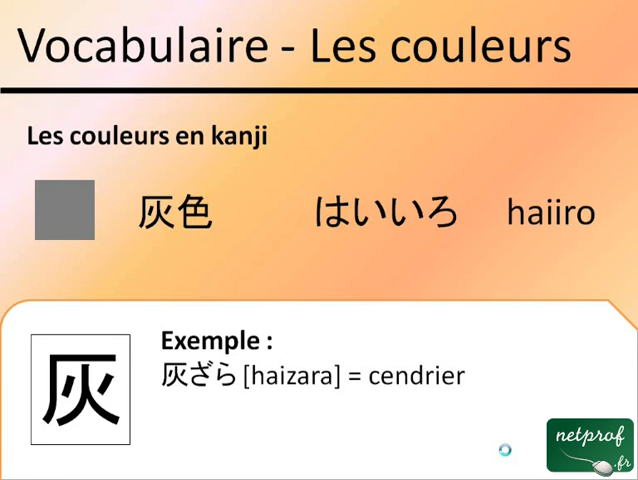 Vocabulaire - Les couleurs
Les couleurs en kanji
灰色 はいいろ haiiro
Exemple :
灰ざら [haizara] = cendrier
灰
netprof
.fr